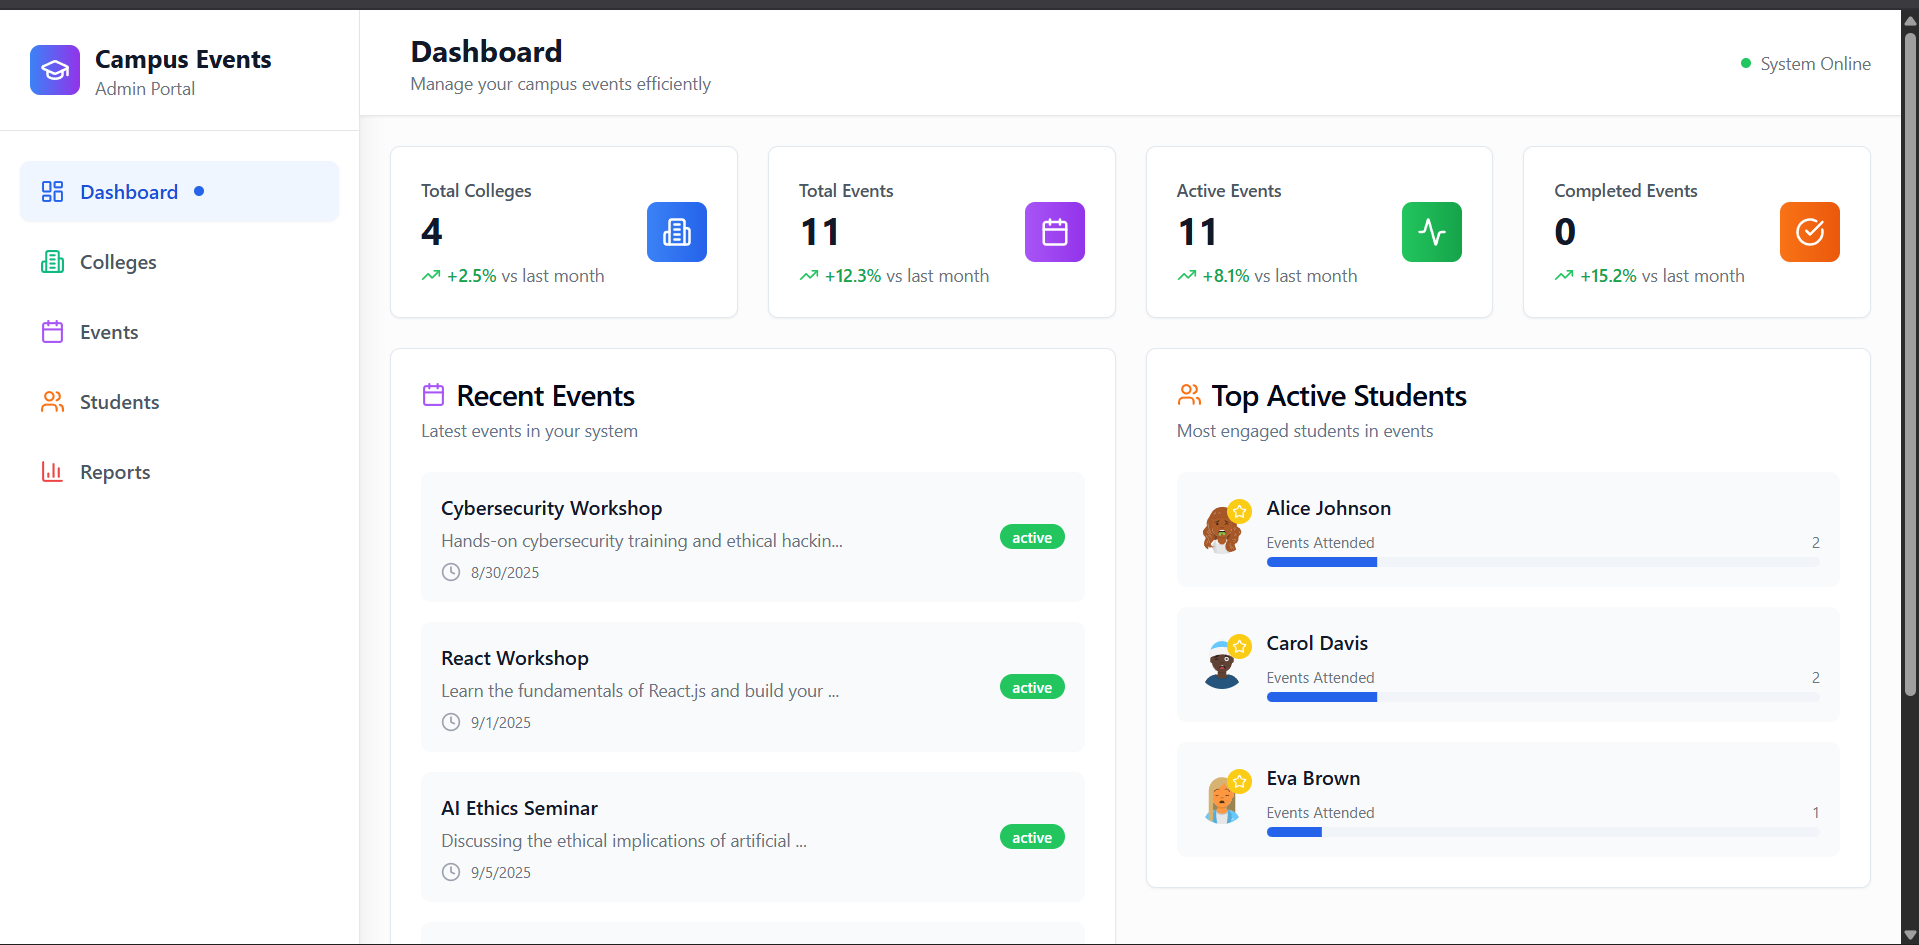 Campus Events
Admin Portal
Dashboard
Colleges
Events
Students
Reports
Dashboard
Manage your campus events efficiently
System Online
Total Colleges
4
+2.5% vs last month
Total Events
11
+12.3% vs last month
Active Events
11
+8.1% vs last month
Completed Events
0
+15.2% vs last month
Recent Events
Latest events in your system
Cybersecurity Workshop
Hands-on cybersecurity training and ethical hackin...
8/30/2025
active
React Workshop
Learn the fundamentals of React.js and build your ...
9/1/2025
active
AI Ethics Seminar
Discussing the ethical implications of artificial ...
9/5/2025
active
Top Active Students
Most engaged students in events
Alice Johnson
Events Attended 2
Carol Davis
Events Attended 2
Eva Brown
Events Attended 1